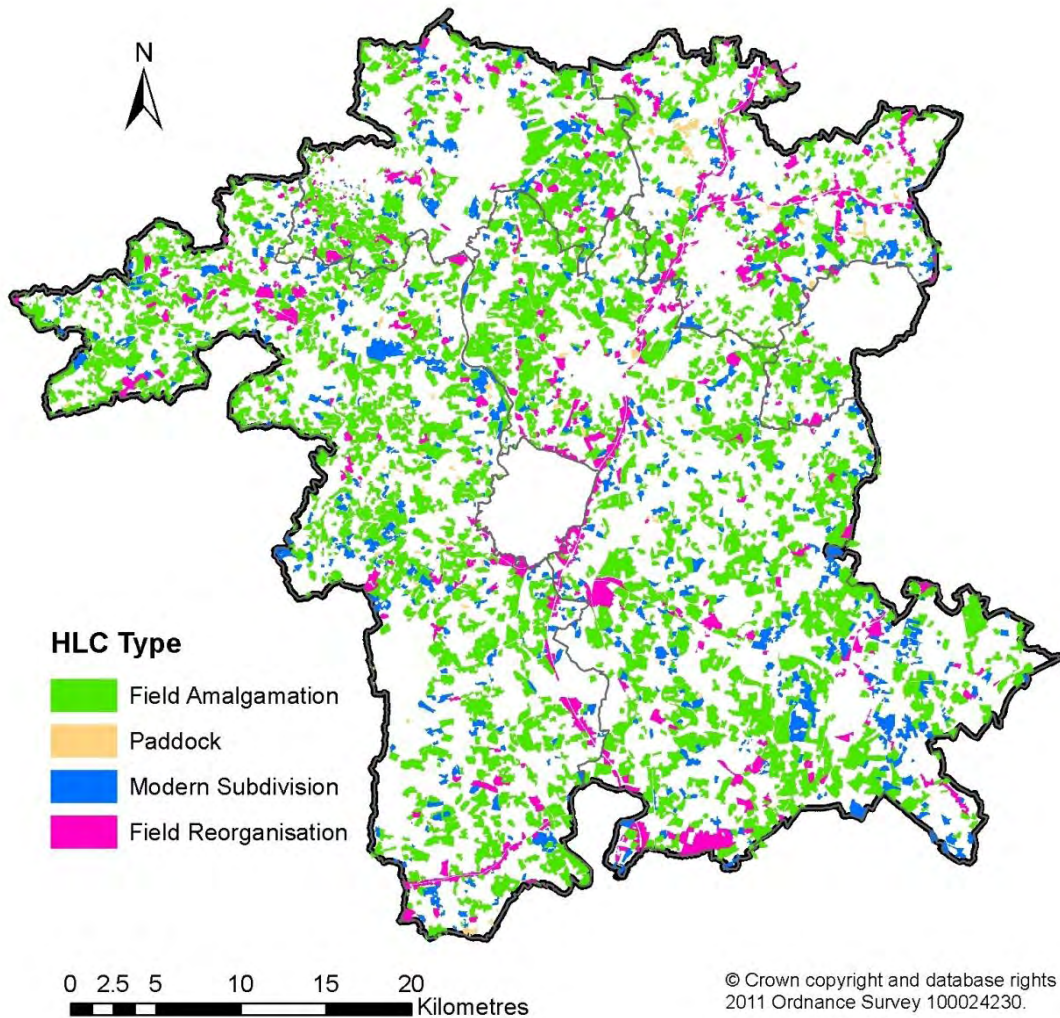 N
HLC Type
Field Amalgamation
Paddock
Modern Subdivision
Field Reorganisation
0 2.5 5 10 15 20
Kilometres
© Crown copyright and database rights
2011 Ordnance Survey 100024230.